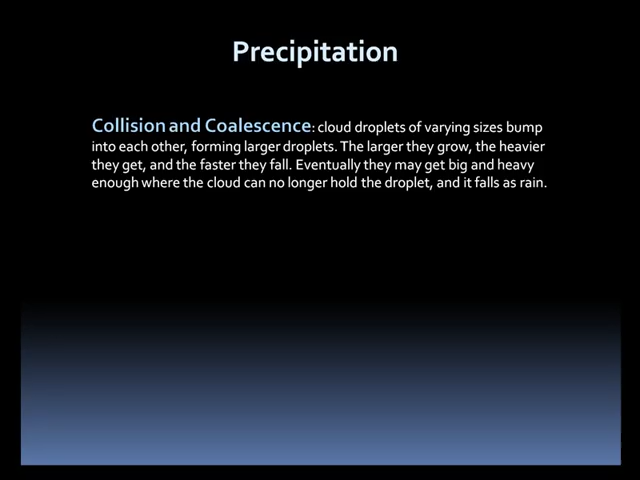 Precipitation
Collision and Coalescence: cloud droplets of varying sizes bump
into each other, forming larger droplets. The larger they grow, the heavier
they get, and the faster they fall. Eventually they may get big and heavy
enough where the cloud can no longer hold the droplet, and it falls as rain.